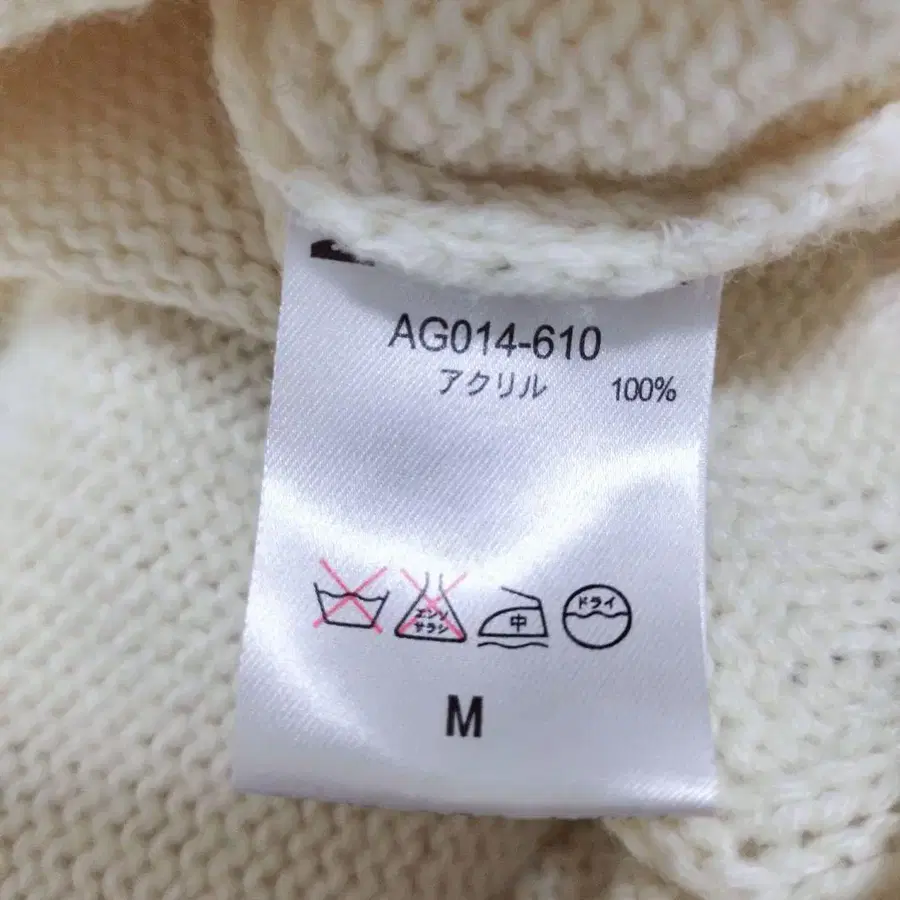 AG014-610
アクリル 100%
エンソ
サラシ
中
ドライ
M